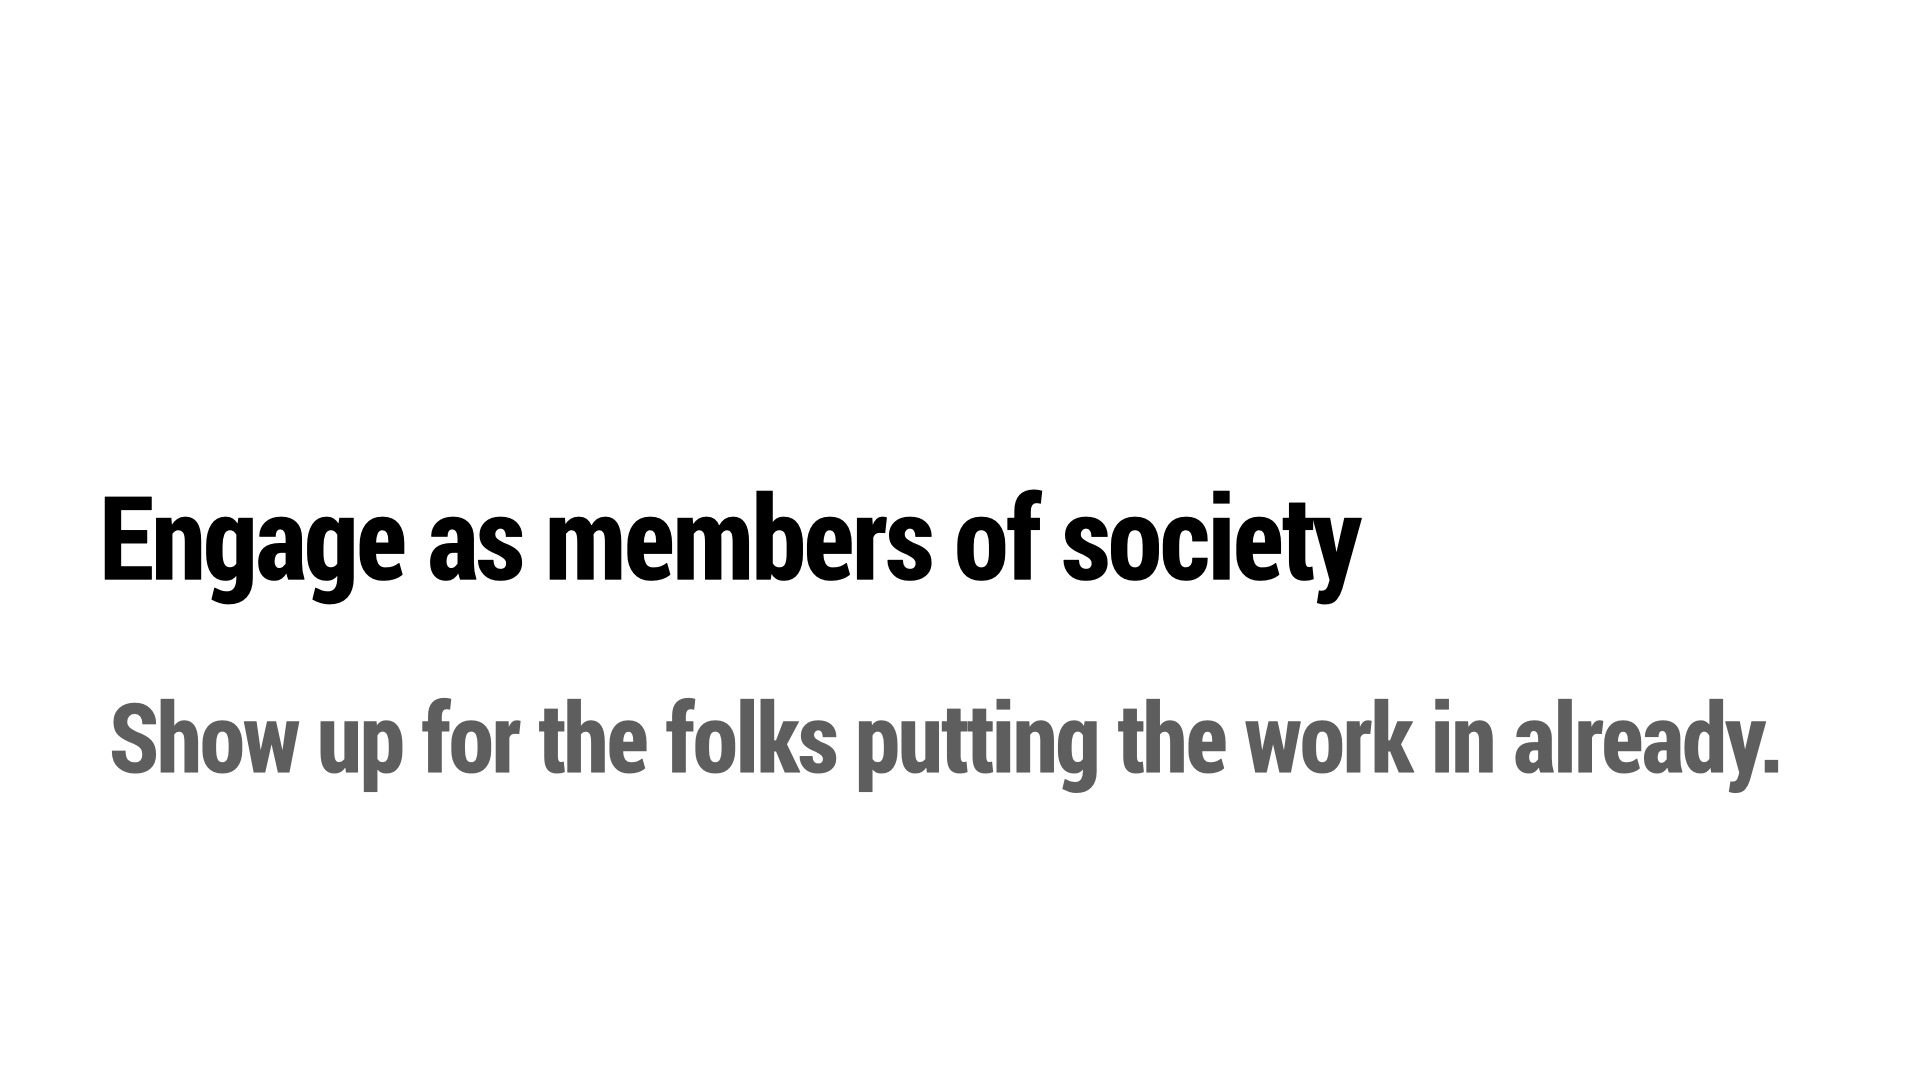 Engage as members of society
Show up for the folks putting the work in already.